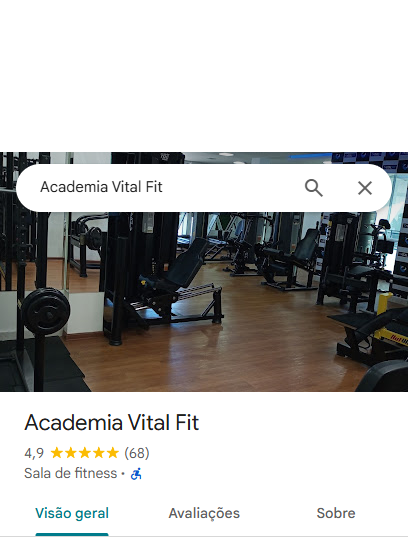 Academia Vital Fit
Academia Vital Fit
4,9 ★★★★★ (68)
Sala de fitness ·
Visão geral
Avaliações
Sobre